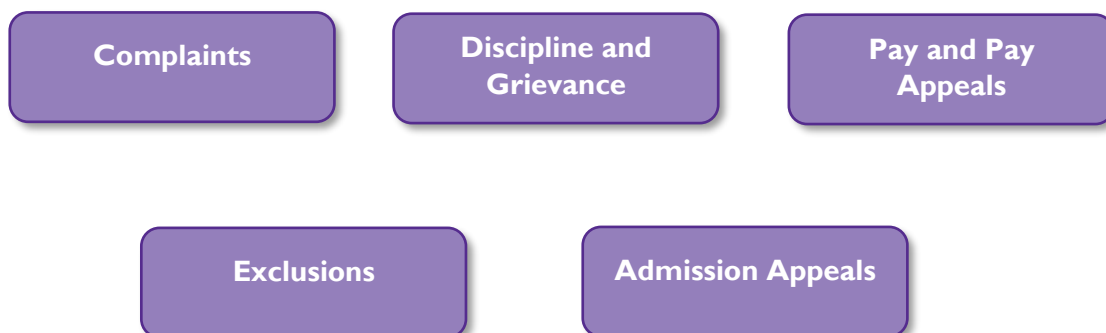 Complaints
Discipline and
Grievance
Pay and Pay
Appeals
Exclusions
Admission Appeals